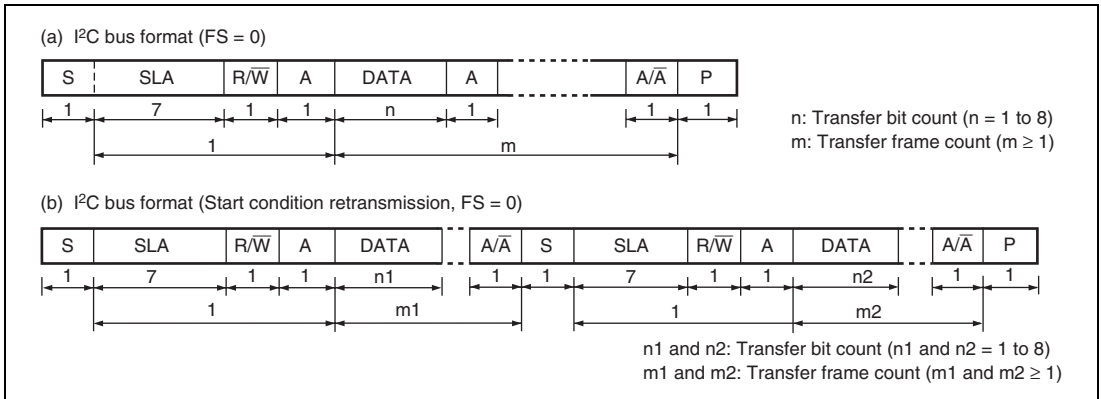 (a) I²C bus format (FS = 0)
S SLA R/W̅ A DATA A A/A̅ P
1 7 1 1 n 1 1 1
1 m
n: Transfer bit count (n = 1 to 8)
m: Transfer frame count (m ≥ 1)
(b) I²C bus format (Start condition retransmission, FS = 0)
S SLA R/W̅ A DATA A/A̅ S SLA R/W̅ A DATA A/A̅ P
1 7 1 1 n1 1 1 7 1 1 n2 1 1
1 m1 1 m2
n1 and n2: Transfer bit count (n1 and n2 = 1 to 8)
m1 and m2: Transfer frame count (m1 and m2 ≥ 1)